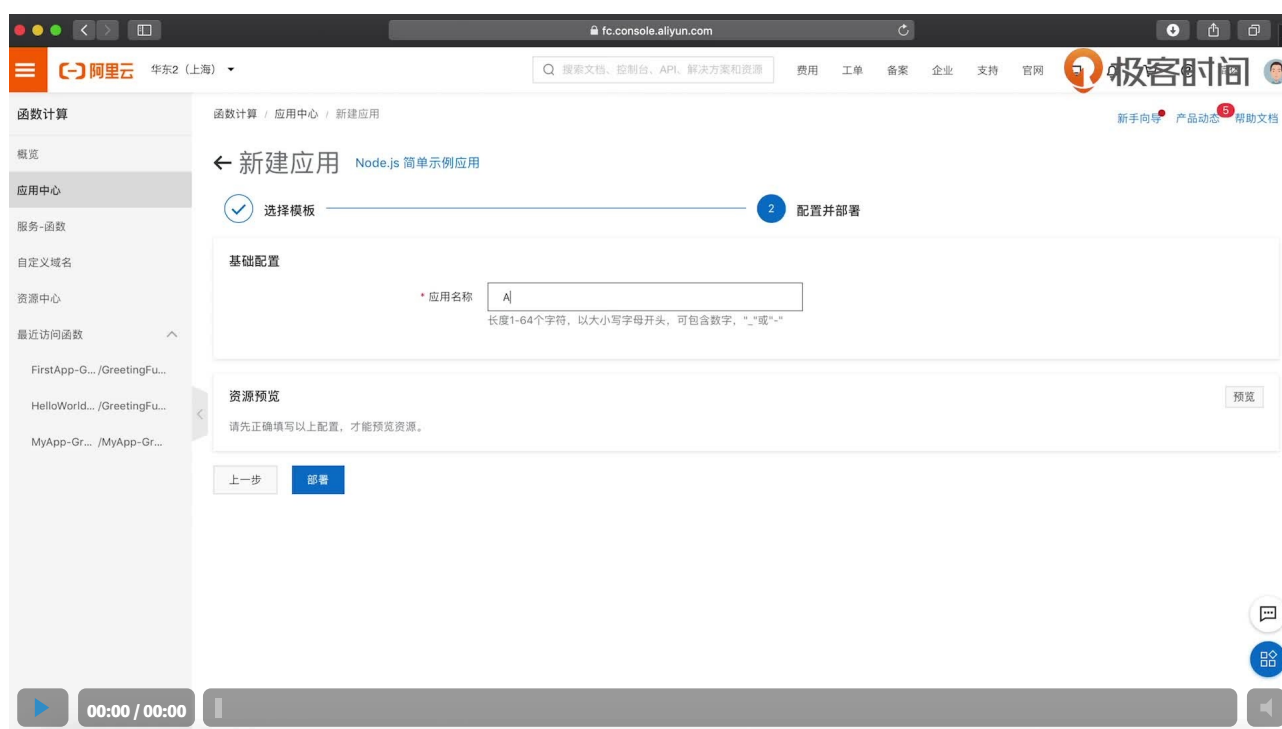 fc.console.aliyun.com
阿里云 华东2（上海） 搜索文档、控制台、API、解决方案和资源 费用 工单 备案 企业 支持 官网 极客时间
函数计算
函数计算 / 应用中心 / 新建应用
新手向导 产品动态 5 帮助文档
概览
应用中心
服务-函数
自定义域名
资源中心
最近访问函数
FirstApp-G... /GreetingFu...
HelloWorld... /GreetingFu...
MyApp-Gr... /MyApp-Gr...
新建应用 Node.js 简单示例应用
选择模板 2 配置并部署
基础配置
* 应用名称 A
长度1-64个字符，以大小写字母开头，可包含数字，"_"或"-"
资源预览 预览
请先正确填写以上配置，才能预览资源。
上一步 部署
00:00 / 00:00